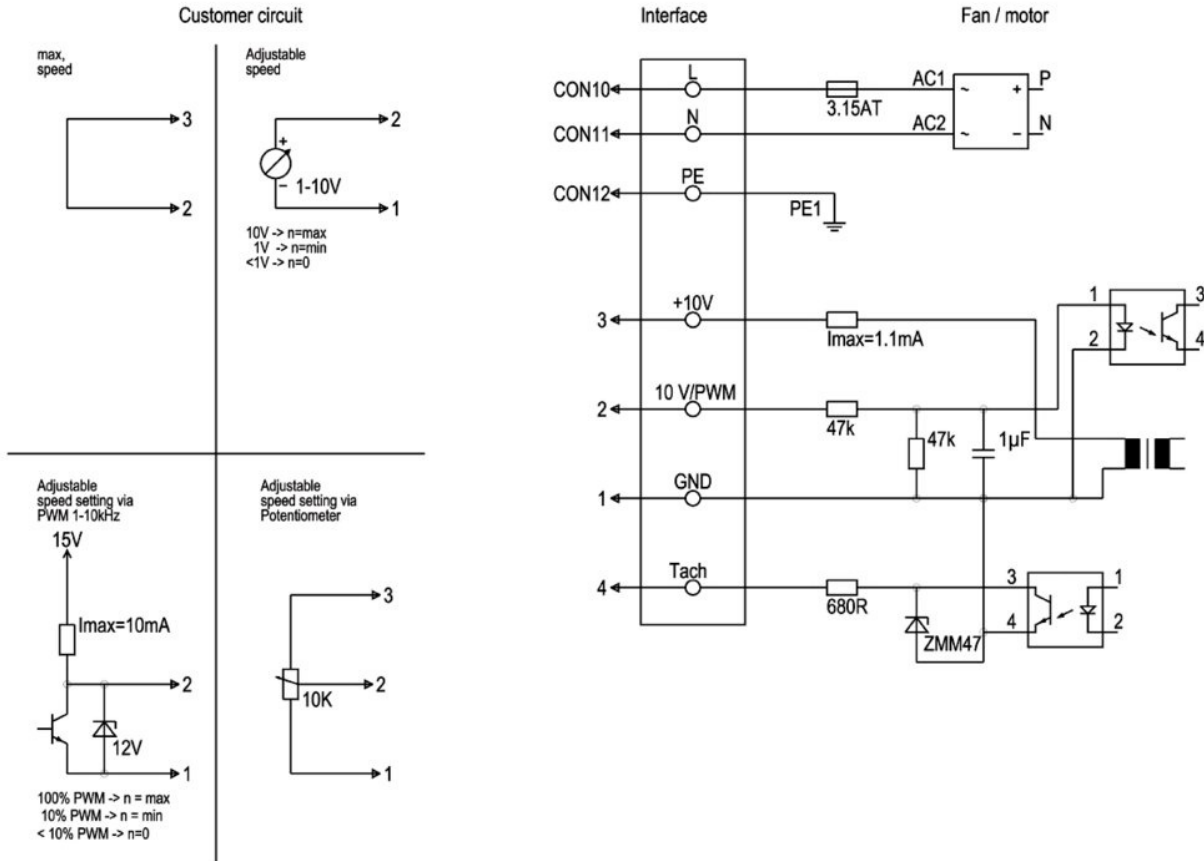 Customer circuit
max,
speed
3
2
Adjustable
speed
2
+
1-10V
−
1
10V -> n=max
1V -> n=min
<1V -> n=0
Adjustable
speed setting via
PWM 1-10kHz
15V
Imax=10mA
2
12V
1
100% PWM -> n = max
10% PWM -> n = min
< 10% PWM -> n=0
Adjustable
speed setting via
Potentiometer
3
2
10K
1
Interface
Fan / motor
CON10
L
3.15AT
AC1
~
+
P
CON11
N
AC2
~
−
N
CON12
PE
PE1
3
+10V
Imax=1.1mA
1
2
3
4
2
10 V/PWM
47k
47k
1µF
1
GND
4
Tach
680R
ZMM47
3
4
1
2